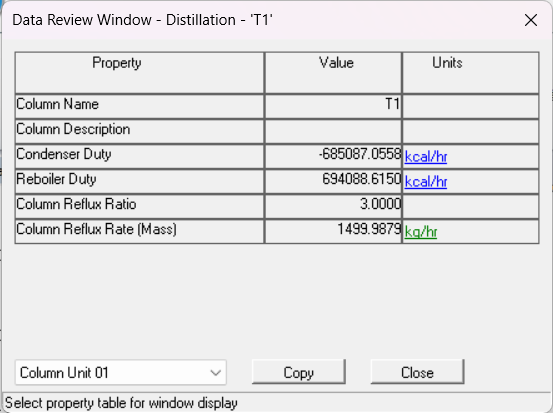 Data Review Window - Distillation - 'T1'
Property Value Units
Column Name T1
Column Description
Condenser Duty -685087.0558 kcal/hr
Reboiler Duty 694088.6150 kcal/hr
Column Reflux Ratio 3.0000
Column Reflux Rate (Mass) 1499.9879 kg/hr
Column Unit 01 Copy Close
Select property table for window display